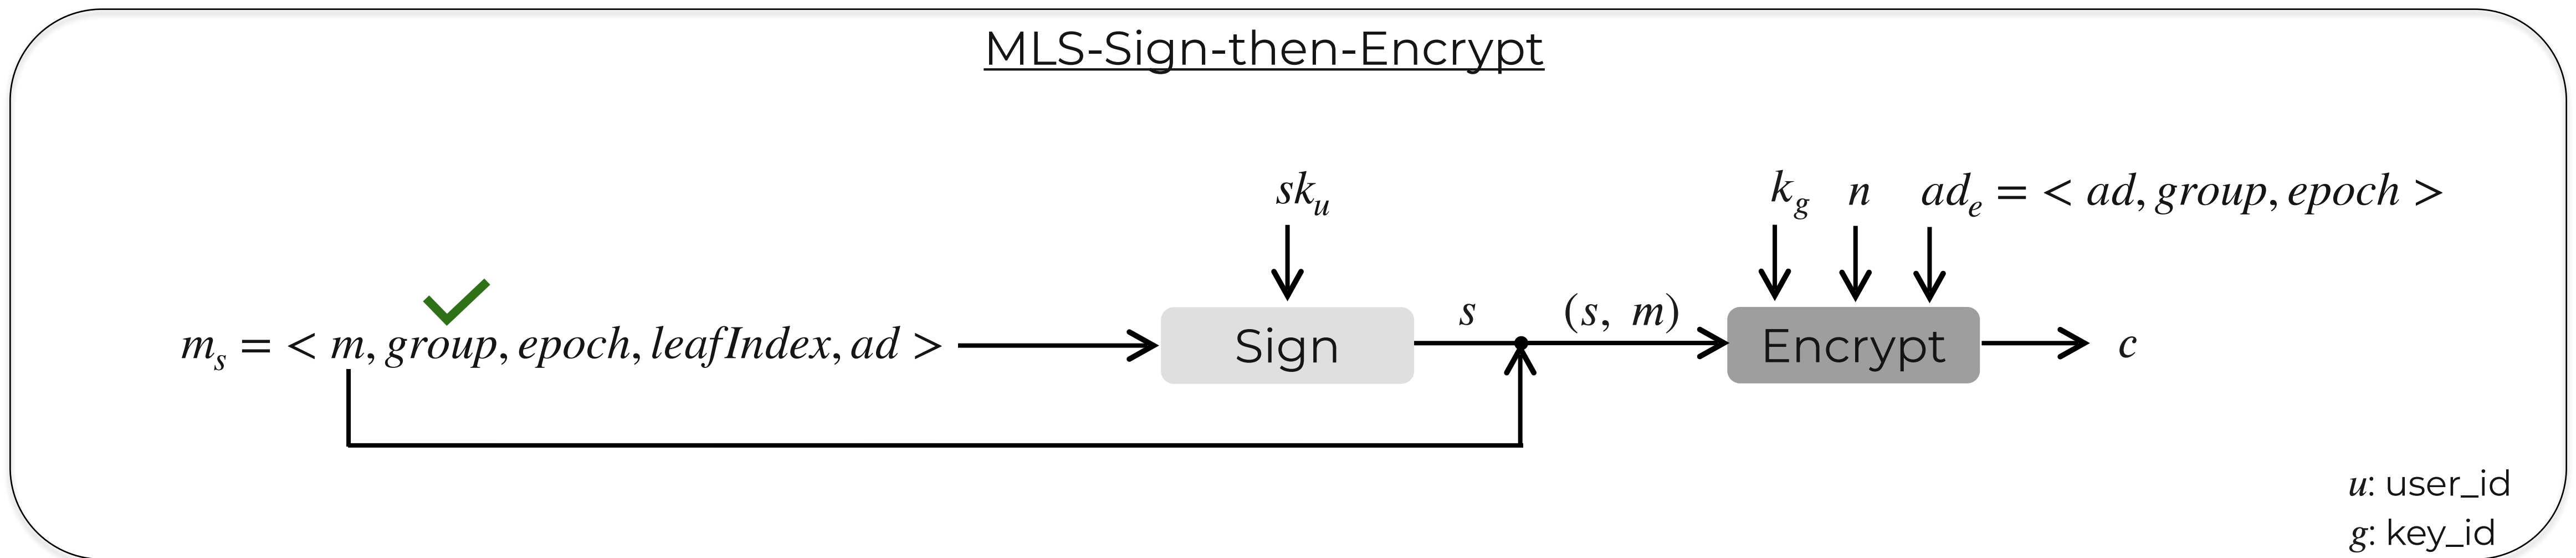 MLS-Sign-then-Encrypt
sk_u
k_g n ad_e = < ad, group, epoch >
m_s = < m, group, epoch, leafIndex, ad >
Sign
s
(s, m)
Encrypt
c
u: user_id
g: key_id